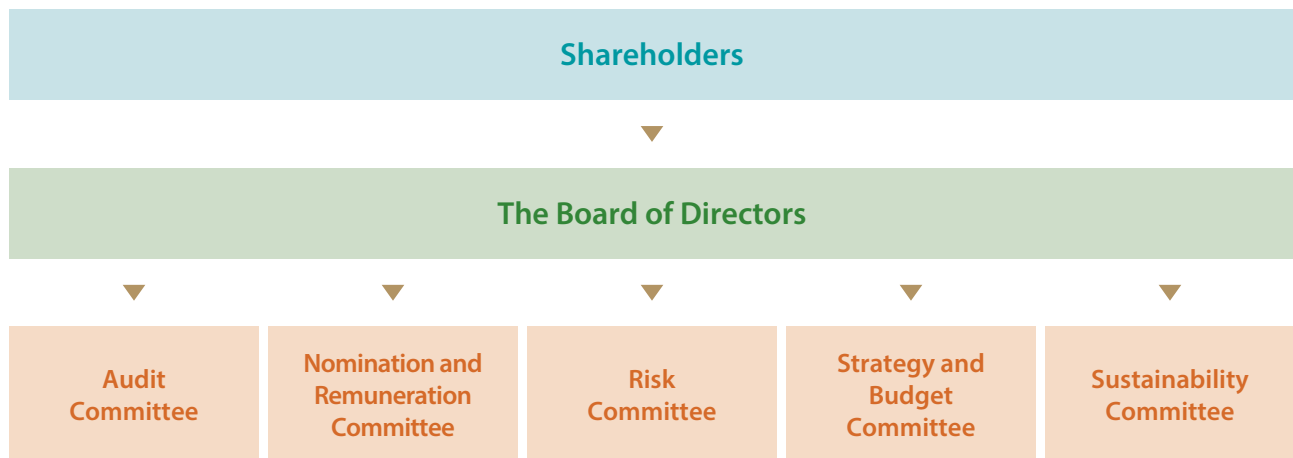 Shareholders
The Board of Directors
Audit
Committee
Nomination and
Remuneration
Committee
Risk
Committee
Strategy and
Budget
Committee
Sustainability
Committee